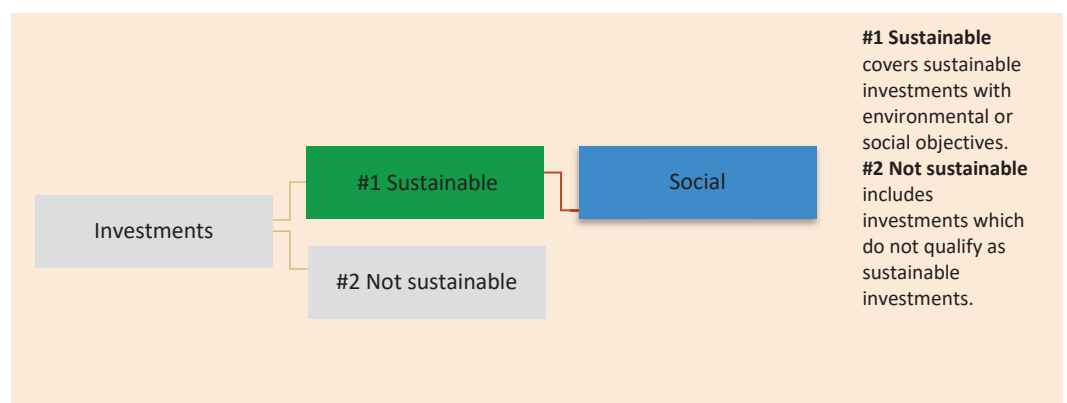 Investments
#1 Sustainable
Social
#2 Not sustainable
#1 Sustainable
covers sustainable
investments with
environmental or
social objectives.
#2 Not sustainable
includes
investments which
do not qualify as
sustainable
investments.